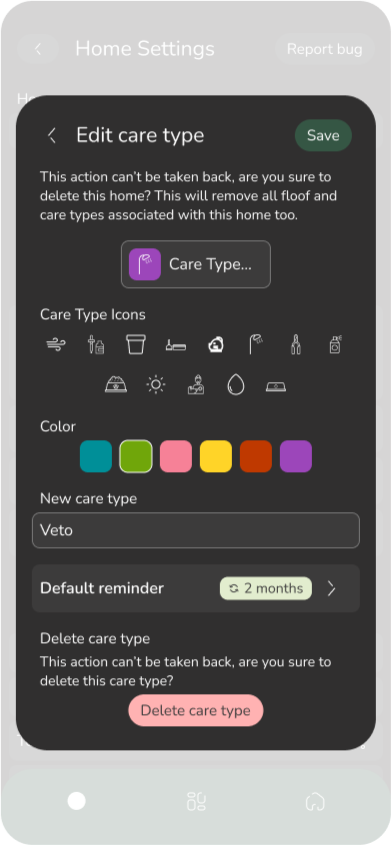 Home Settings
Report bug
Edit care type
Save
This action can't be taken back, are you sure to
delete this home? This will remove all floof and
care types associated with this home too.
Care Type...
Care Type Icons
Color
New care type
Veto
Default reminder
2 months
Delete care type
This action can't be taken back, are you sure to
delete this care type?
Delete care type